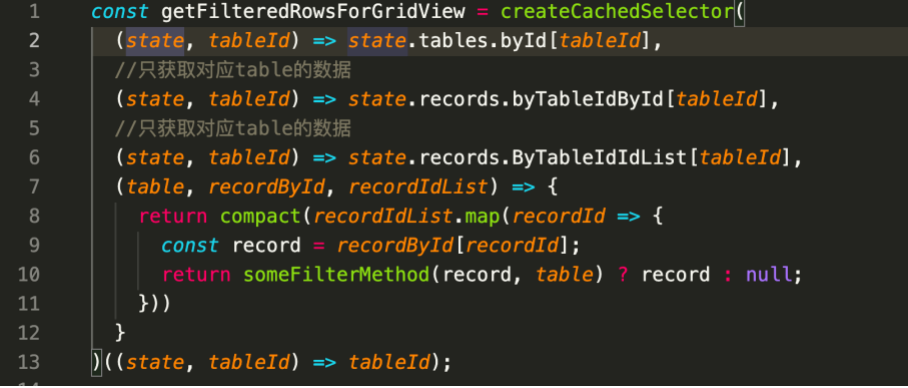 1 const getFilteredRowsForGridView = createCachedSelector(
2 (state, tableId) => state.tables.byId[tableId],
3 //只获取对应table的数据
4 (state, tableId) => state.records.byTableIdById[tableId],
5 //只获取对应table的数据
6 (state, tableId) => state.records.ByTableIdIdList[tableId],
7 (table, recordById, recordIdList) => {
8 return compact(recordIdList.map(recordId => {
9 const record = recordById[recordId];
10 return someFilterMethod(record, table) ? record : null;
11 }))
12 }
13 )((state, tableId) => tableId);